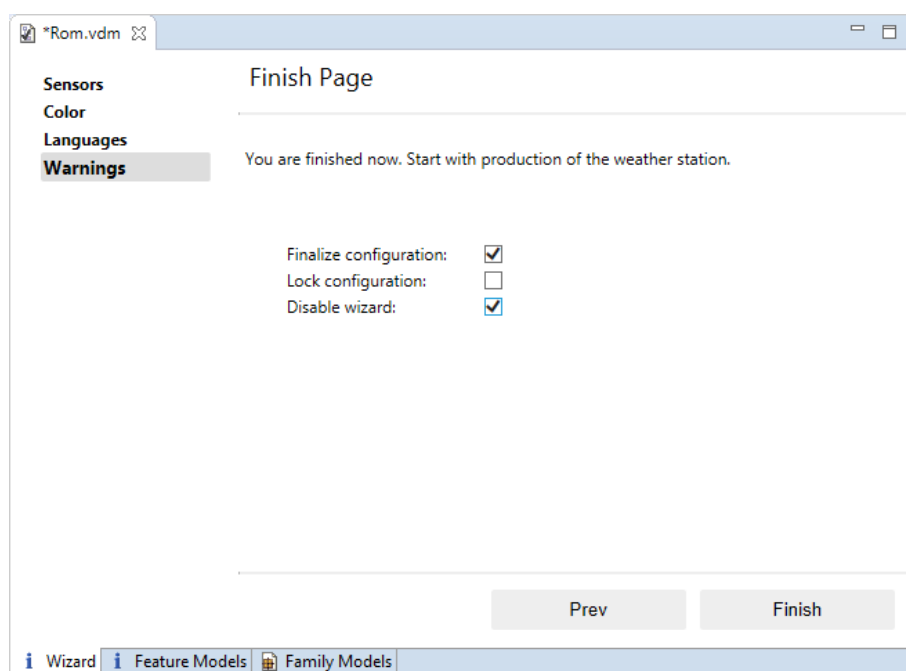 *Rom.vdm
Sensors
Color
Languages
Warnings
Finish Page
You are finished now. Start with production of the weather station.
Finalize configuration:
Lock configuration:
Disable wizard:
Prev Finish
Wizard Feature Models Family Models